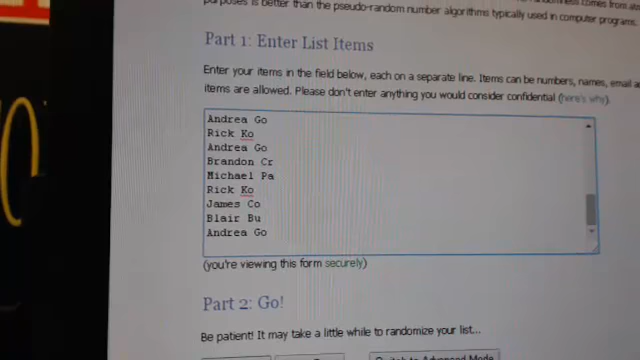 purposes is better than the pseudo-random number algorithms typically used in computer programs.
Part 1: Enter List Items
Enter your items in the field below, each on a separate line. Items can be numbers, names, email
items are allowed. Please don't enter anything you would consider confidential (here's why).
Andrea Go
Rick Ko
Andrea Go
Brandon Cr
Michael Pa
Rick Ko
James Co
Blair Bu
Andrea Go
(you're viewing this form securely)
Part 2: Go!
Be patient! It may take a little while to randomize your list...
Switch to Advanced Mode